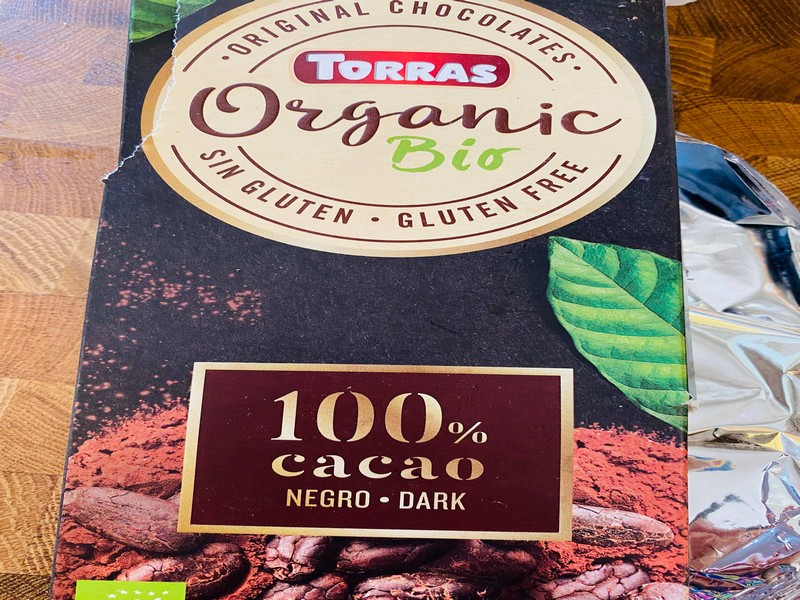 ORIGINAL CHOCOLATES
TORRAS
Organic
Bio
SIN GLUTEN • GLUTEN FREE
100%
cacao
NEGRO • DARK